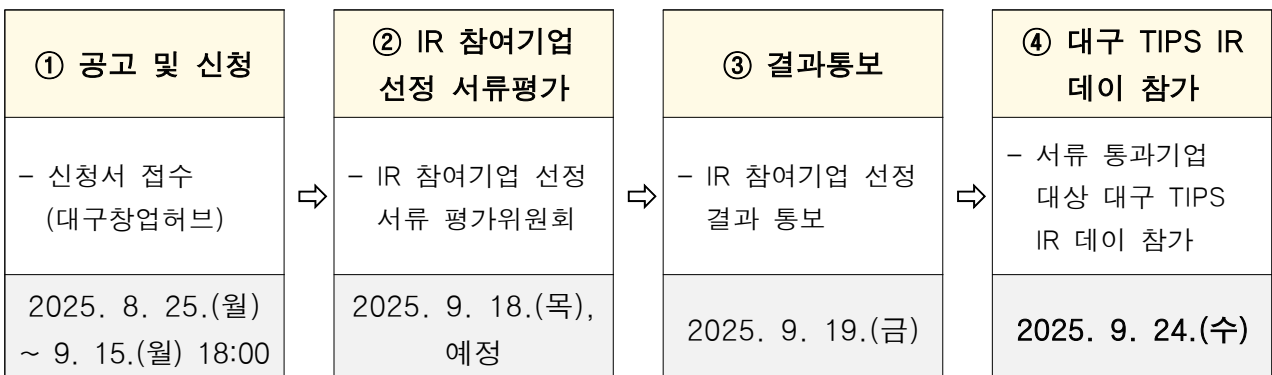 ① 공고 및 신청
- 신청서 접수
(대구창업허브)
2025. 8. 25.(월)
~ 9. 15.(월) 18:00
⇨
② IR 참여기업
선정 서류평가
- IR 참여기업 선정
서류 평가위원회
2025. 9. 18.(목),
예정
⇨
③ 결과통보
- IR 참여기업 선정
결과 통보
2025. 9. 19.(금)
⇨
④ 대구 TIPS IR
데이 참가
- 서류 통과기업
대상 대구 TIPS
IR 데이 참가
2025. 9. 24.(수)